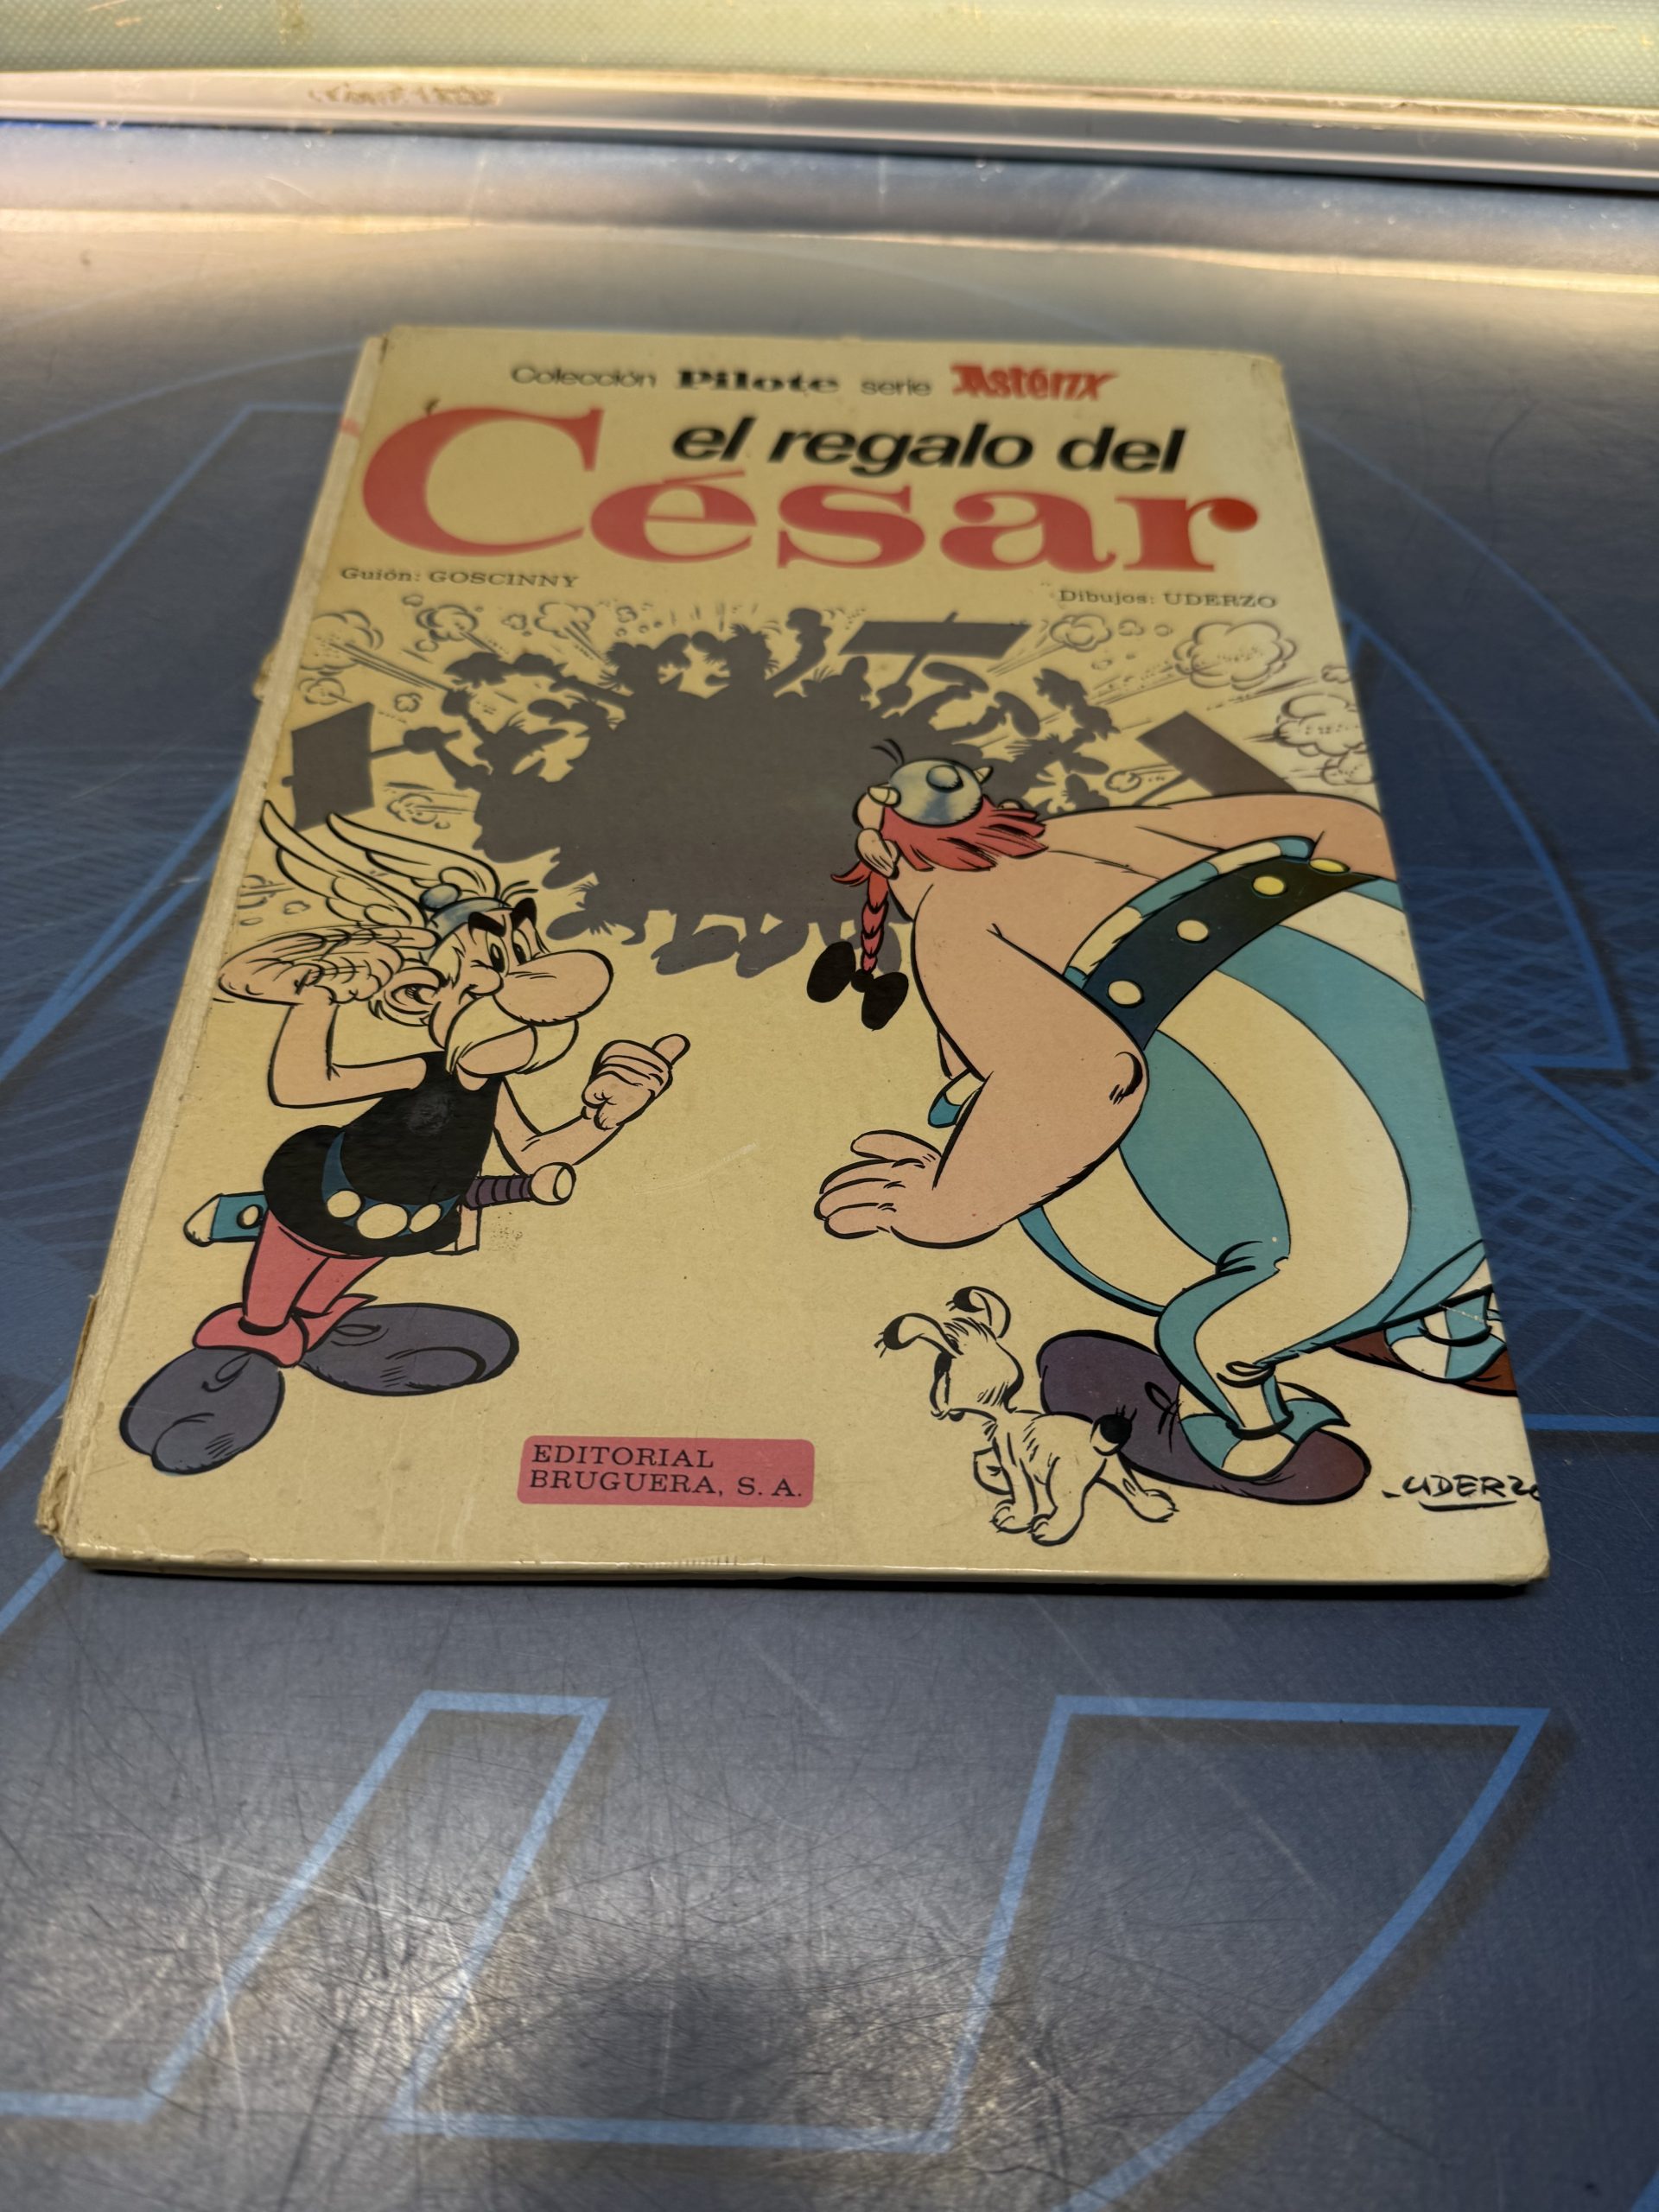 Colección Pilote serie Astérix
el regalo del
César
Guión: GOSCINNY
Dibujos: UDERZO
EDITORIAL
BRUGUERA, S. A.
UDERZO